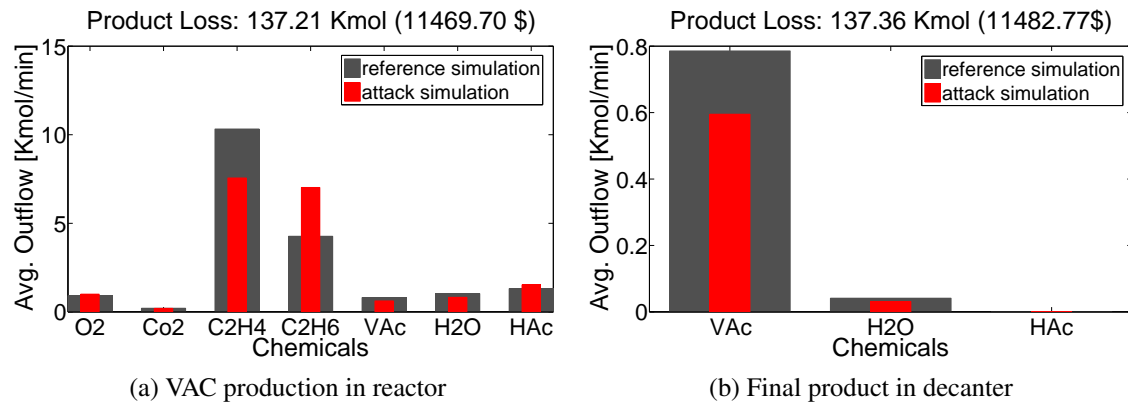 Product Loss: 137.21 Kmol (11469.70 $)
15
10
5
0
Avg. Outflow [Kmol/min]
reference simulation
attack simulation
O2 Co2 C2H4 C2H6 VAc H2O HAc
Chemicals
(a) VAC production in reactor
Product Loss: 137.36 Kmol (11482.77$)
0.8
0.6
0.4
0.2
0
Avg. Outflow [Kmol/min]
reference simulation
attack simulation
VAc H2O HAc
Chemicals
(b) Final product in decanter